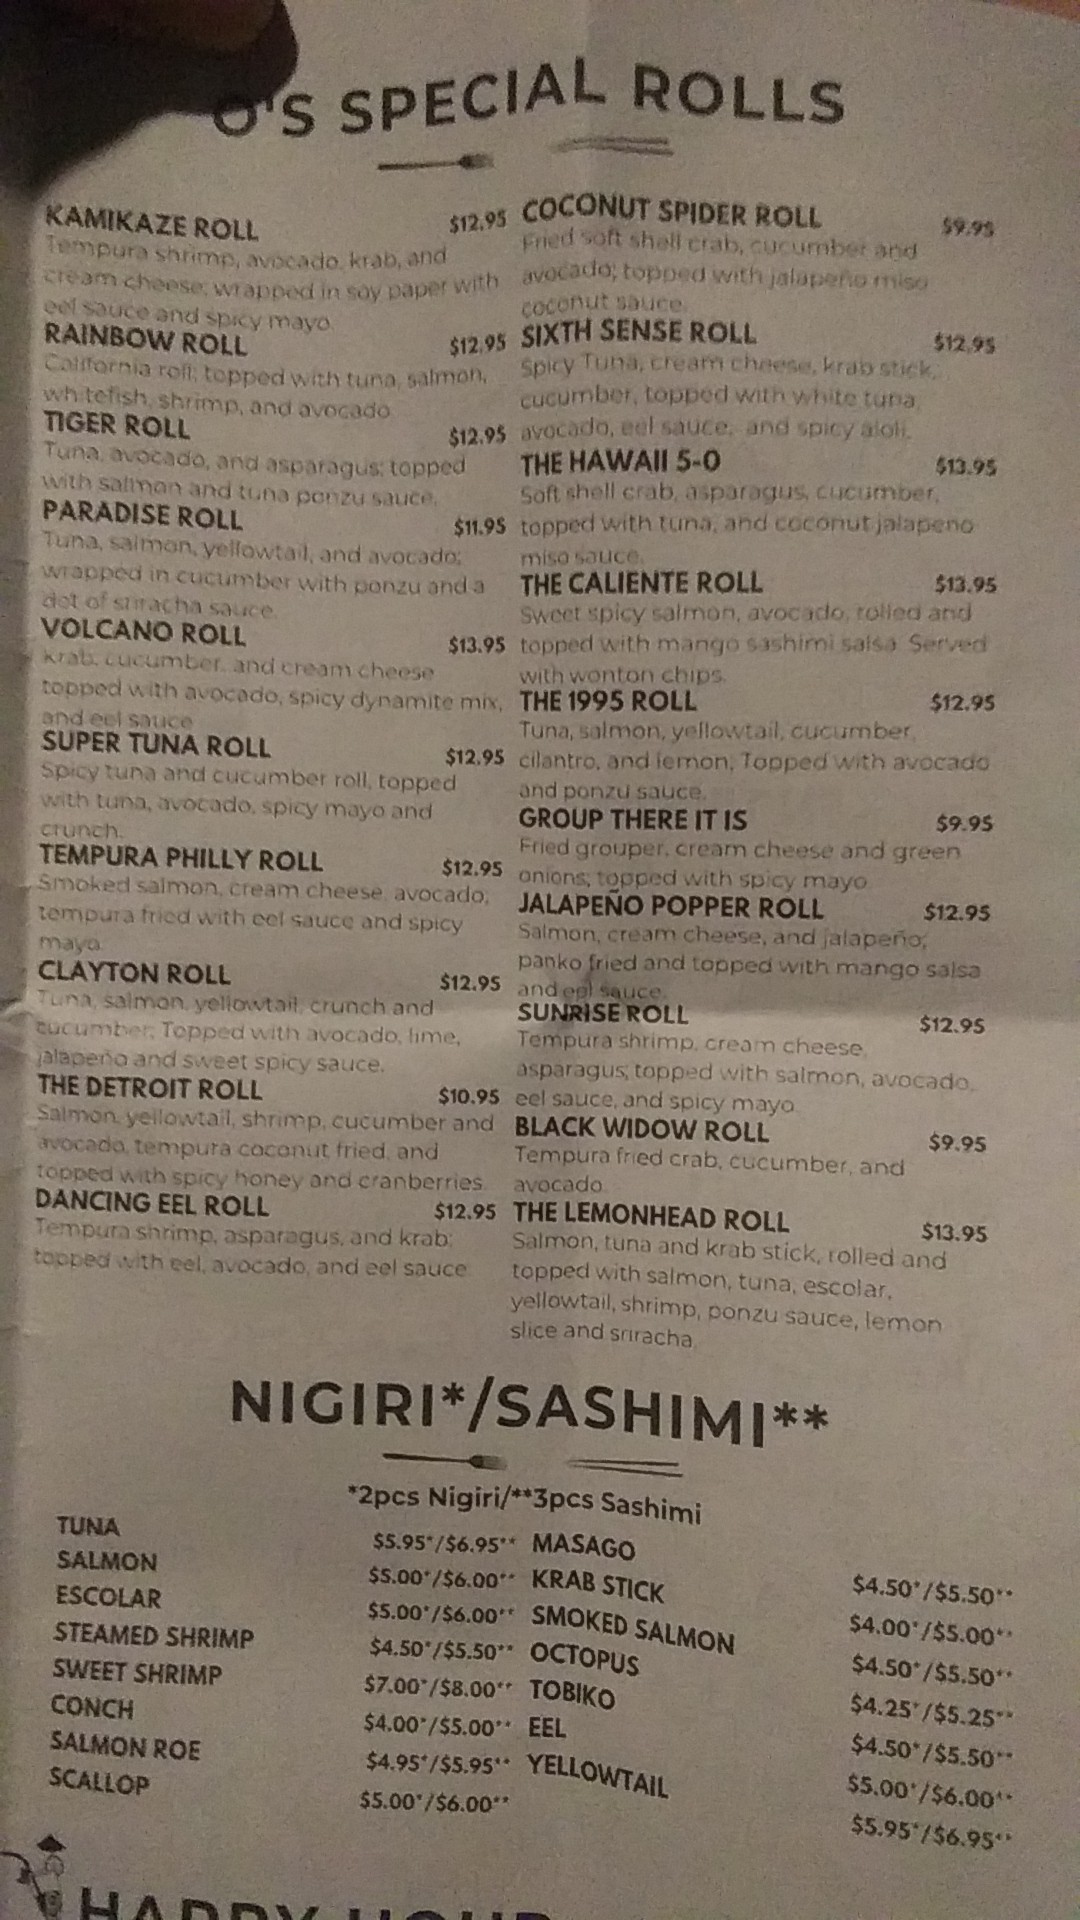 O'S SPECIAL ROLLS
KAMIKAZE ROLL $12.95
Tempura shrimp, avocado, krab, and
cream cheese; wrapped in soy paper with
eel sauce and spicy mayo.
RAINBOW ROLL $12.95
California roll; topped with tuna, salmon,
whitefish, shrimp, and avocado
TIGER ROLL $12.95
Tuna, avocado, and asparagus; topped
with salmon and tuna ponzu sauce.
PARADISE ROLL $11.95
Tuna, salmon, yellowtail, and avocado;
wrapped in cucumber with ponzu and a
dot of sriracha sauce.
VOLCANO ROLL $13.95
krab, cucumber, and cream cheese
topped with avocado, spicy dynamite mix,
and eel sauce
SUPER TUNA ROLL $12.95
Spicy tuna and cucumber roll, topped
with tuna, avocado, spicy mayo and
crunch.
TEMPURA PHILLY ROLL $12.95
Smoked salmon, cream cheese, avocado;
tempura fried with eel sauce and spicy
mayo.
CLAYTON ROLL $12.95
Tuna, salmon, yellowtail, crunch and
cucumber; Topped with avocado, lime,
jalapeño and sweet spicy sauce.
THE DETROIT ROLL $10.95
Salmon, yellowtail, shrimp, cucumber and
avocado, tempura coconut fried, and
topped with spicy honey and cranberries.
DANCING EEL ROLL $12.95
Tempura shrimp, asparagus, and krab;
topped with eel, avocado, and eel sauce
COCONUT SPIDER ROLL $9.95
Fried soft shell crab, cucumber and
avocado; topped with jalapeño miso
coconut sauce.
SIXTH SENSE ROLL $12.95
Spicy Tuna, cream cheese, krab stick,
cucumber, topped with white tuna,
avocado, eel sauce, and spicy aioli.
THE HAWAII 5-0 $13.95
Soft shell crab, asparagus, cucumber,
topped with tuna, and coconut jalapeno
miso sauce.
THE CALIENTE ROLL $13.95
Sweet spicy salmon, avocado, rolled and
topped with mango sashimi salsa. Served
with wonton chips.
THE 1995 ROLL $12.95
Tuna, salmon, yellowtail, cucumber,
cilantro, and lemon; Topped with avocado
and ponzu sauce.
GROUP THERE IT IS $9.95
Fried grouper, cream cheese and green
onions; topped with spicy mayo
JALAPEÑO POPPER ROLL $12.95
Salmon, cream cheese, and jalapeño;
panko fried and topped with mango salsa
and eel sauce.
SUNRISE ROLL $12.95
Tempura shrimp, cream cheese,
asparagus; topped with salmon, avocado,
eel sauce, and spicy mayo.
BLACK WIDOW ROLL $9.95
Tempura fried crab, cucumber, and
avocado.
THE LEMONHEAD ROLL $13.95
Salmon, tuna and krab stick, rolled and
topped with salmon, tuna, escolar,
yellowtail, shrimp, ponzu sauce, lemon
slice and sriracha.
NIGIRI*/SASHIMI**
*2pcs Nigiri/**3pcs Sashimi
TUNA $5.95*/$6.95**
SALMON $5.00*/$6.00**
ESCOLAR $5.00*/$6.00**
STEAMED SHRIMP $4.50*/$5.50**
SWEET SHRIMP $7.00*/$8.00**
CONCH $4.00*/$5.00**
SALMON ROE $4.95*/$5.95**
SCALLOP $5.00*/$6.00**
MASAGO $4.50*/$5.50**
KRAB STICK $4.00*/$5.00**
SMOKED SALMON $4.50*/$5.50**
OCTOPUS $4.25*/$5.25**
TOBIKO $4.50*/$5.50**
EEL $5.00*/$6.00**
YELLOWTAIL $5.95*/$6.95**
HAPPY HOUR